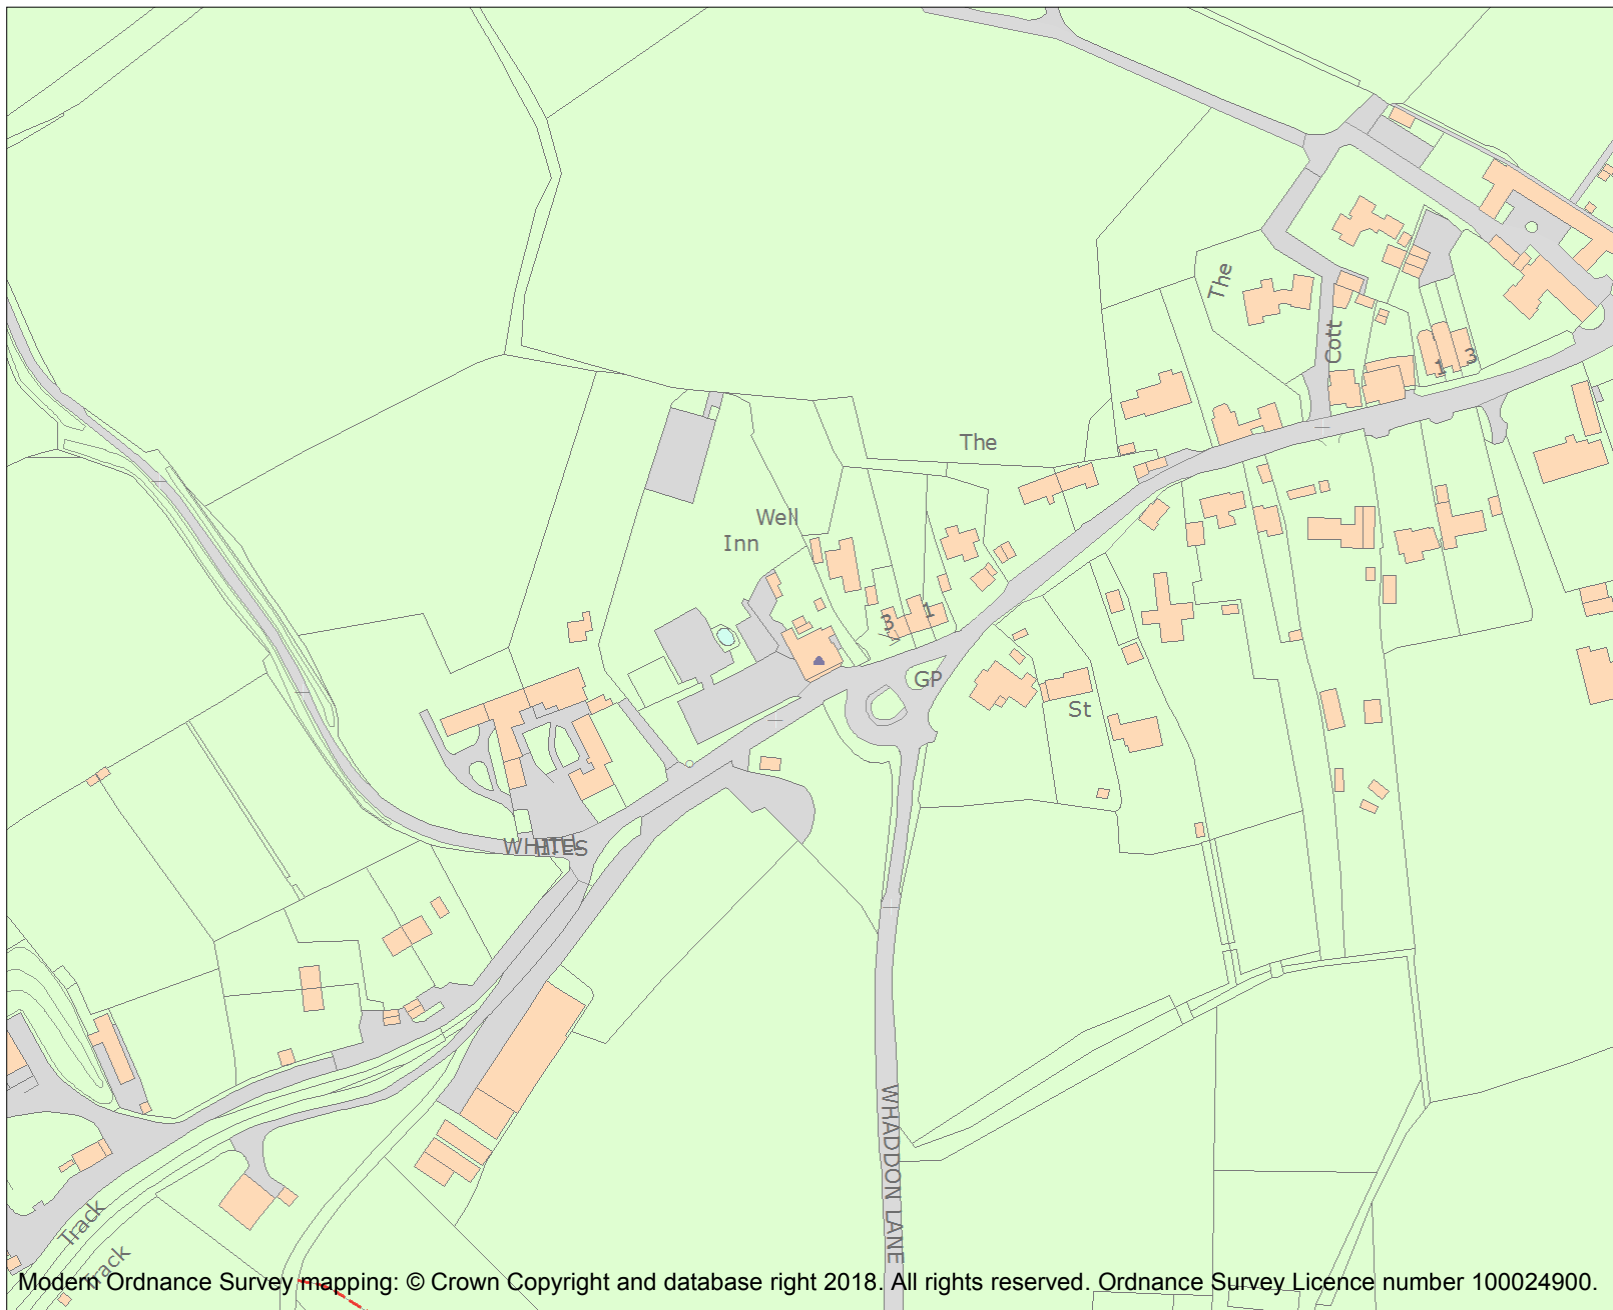 The
Cott
1
3
The
Well
Inn
3
1
GP
St
WHADDON LANE
Track
Track
Modern Ordnance Survey mapping: © Crown Copyright and database right 2018. All rights reserved. Ordnance Survey Licence number 100024900.